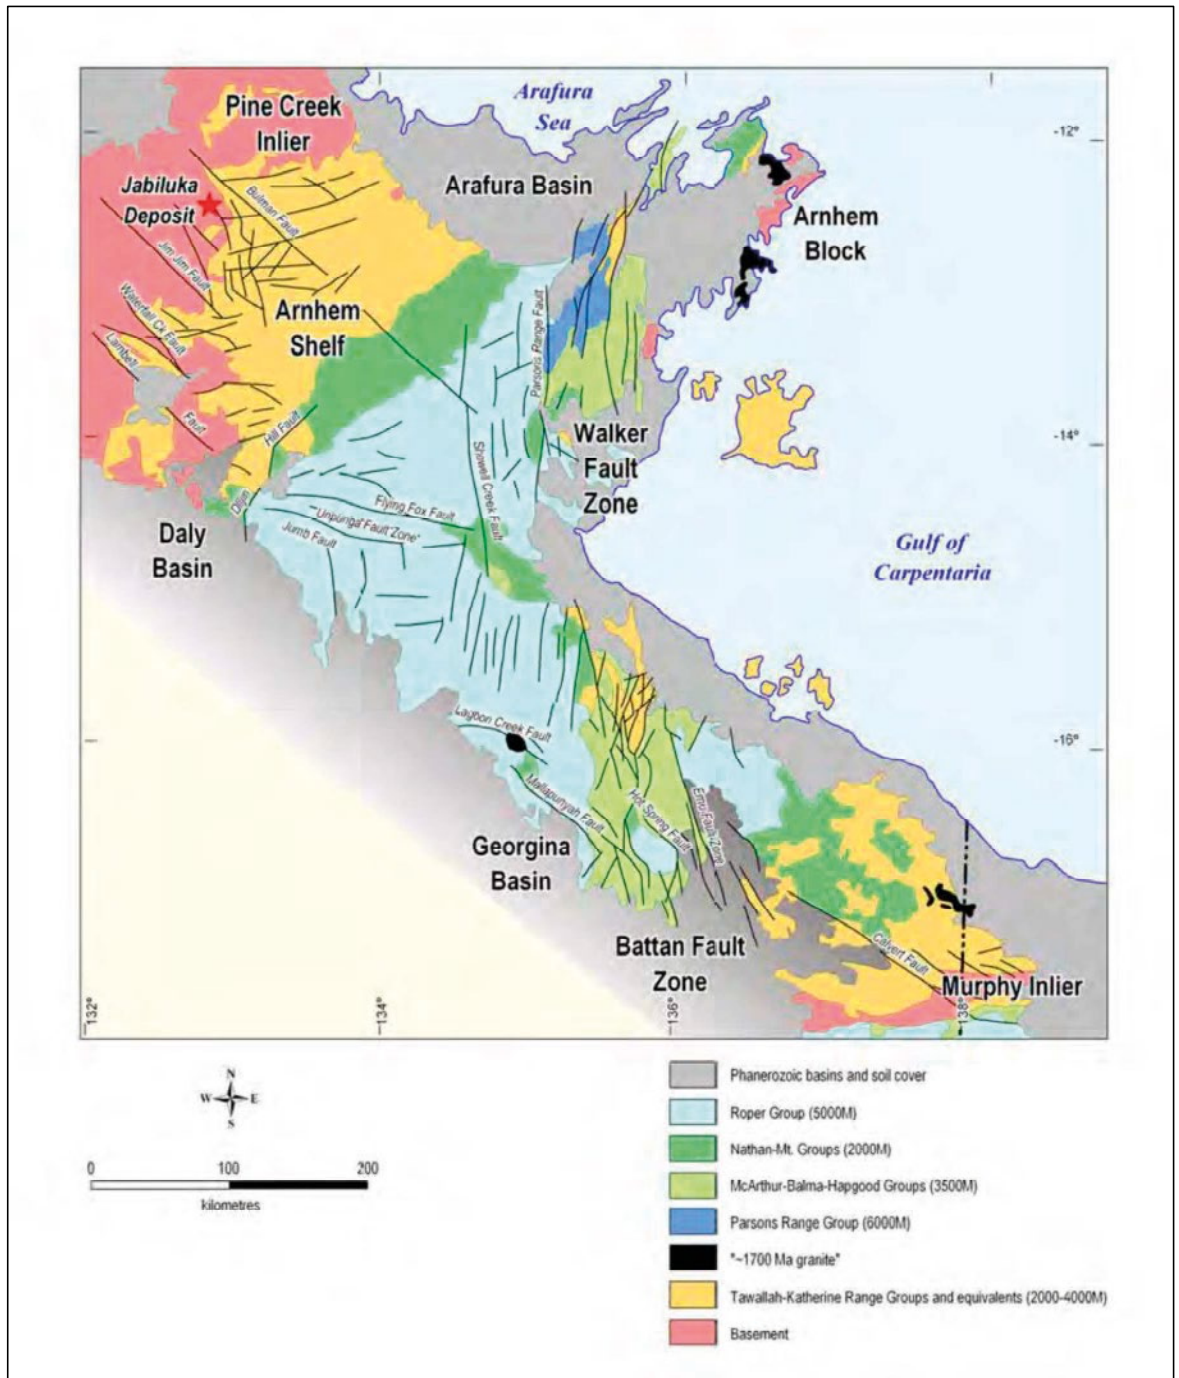 Arafura
Sea
Pine Creek
Inlier
-12°
Jabiluka
Deposit
Bulman Fault
Arafura Basin
Arnhem
Block
Jim Jim Fault
Waterfall Ck Fault
Arnhem
Shelf
Parsons Range Fault
Lambell
Fault
Hill Fault
Walker
Fault
Zone
-14°
Showell Creek Fault
Flying Fox Fault
"Unpunga" Fault Zone"
Jumb Fault
Daly
Basin
Gulf of
Carpentaria
Lagbon Creek Fault
-16°
Mallapunyah Fault
Hot Spring Fault
Emu Fault Zone
Georgina
Basin
Battan Fault
Zone
Calvert Fault
Murphy Inlier
132°
134°
136°
138°
N
W E
S
0 100 200
kilometres
Phanerozoic basins and soil cover
Roper Group (5000M)
Nathan-Mt. Groups (2000M)
McArthur-Balma-Hapgood Groups (3500M)
Parsons Range Group (6000M)
"~1700 Ma granite"
Tawallah-Katherine Range Groups and equivalents (2000-4000M)
Basement